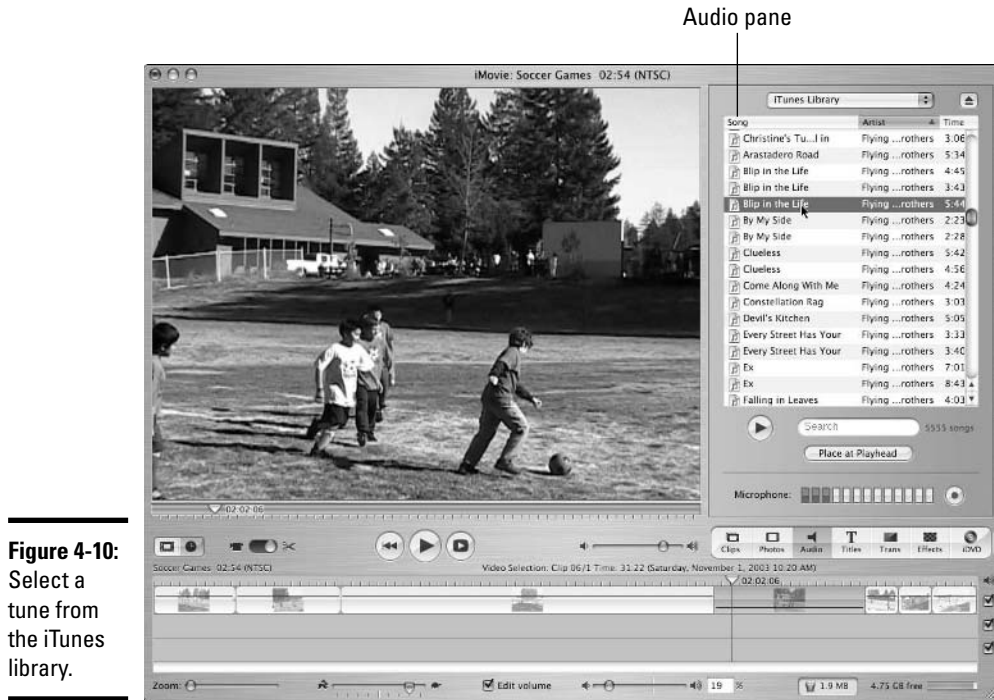 Audio pane
iMovie: Soccer Games 02:54 (NTSC)
iTunes Library
Song Artist Time
Christine's Tu...l in Flying ...rothers 3:06
Arastadero Road Flying ...rothers 5:34
Blip in the Life Flying ...rothers 4:45
Blip in the Life Flying ...rothers 3:43
Blip in the Life Flying ...rothers 5:44
By My Side Flying ...rothers 2:23
By My Side Flying ...rothers 2:28
Clueless Flying ...rothers 5:42
Clueless Flying ...rothers 4:56
Come Along With Me Flying ...rothers 4:24
Constellation Rag Flying ...rothers 3:03
Devil's Kitchen Flying ...rothers 5:05
Every Street Has Your Flying ...rothers 3:33
Every Street Has Your Flying ...rothers 3:40
Ex Flying ...rothers 7:01
Ex Flying ...rothers 8:43
Falling in Leaves Flying ...rothers 4:03
Search 5535 songs
Place at Playhead
Microphone:
02:02:06
Clips Photos Audio Titles Trans Effects iDVD
Soccer Games 02:54 (NTSC) Video Selection: Clip 06/1 Time: 31:22 (Saturday, November 1, 2003 10:20 AM)
02:02:06
Zoom: Edit volume 19 % 1.9 MB 4.75 GB free
Figure 4-10:
Select a
tune from
the iTunes
library.